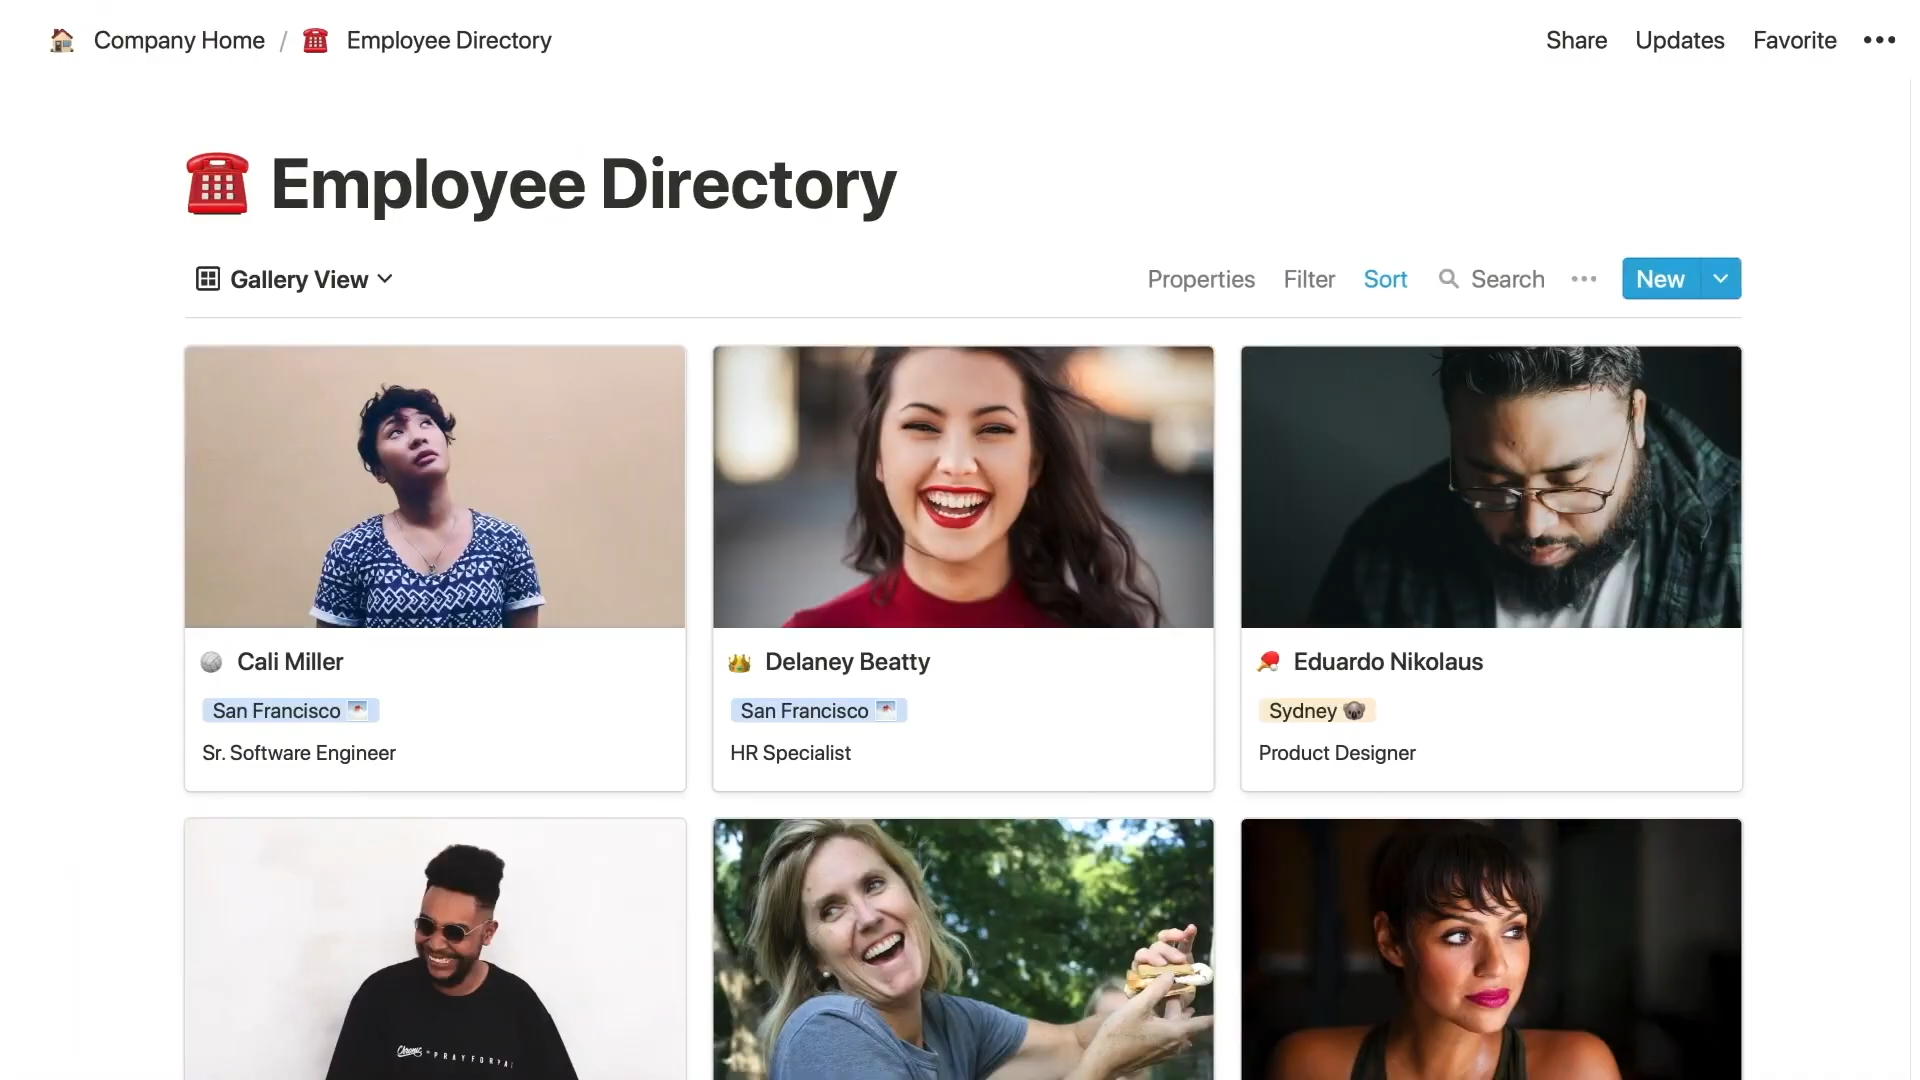 Company Home / Employee Directory
Share Updates Favorite
Employee Directory
Gallery View
Properties Filter Sort Search New
Cali Miller
San Francisco
Sr. Software Engineer
Delaney Beatty
San Francisco
HR Specialist
Eduardo Nikolaus
Sydney
Product Designer